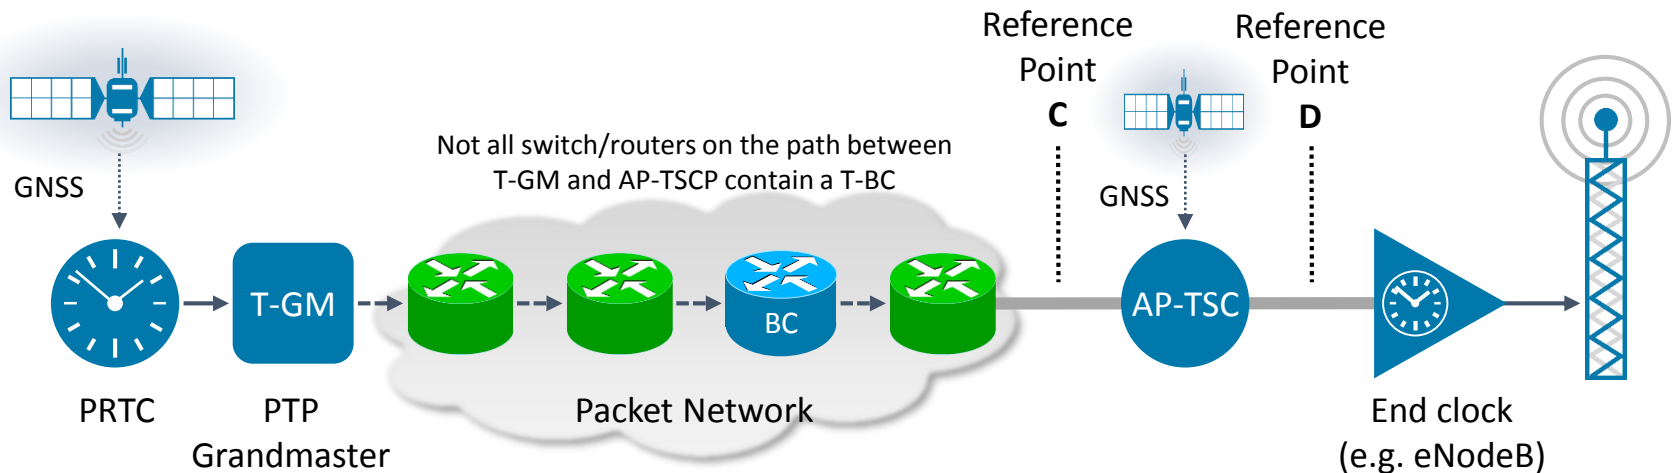 GNSS
PRTC
T-GM
PTP
Grandmaster
Not all switch/routers on the path between
T-GM and AP-TSCP contain a T-BC
BC
Packet Network
Reference
Point
C
GNSS
AP-TSC
Reference
Point
D
End clock
(e.g. eNodeB)